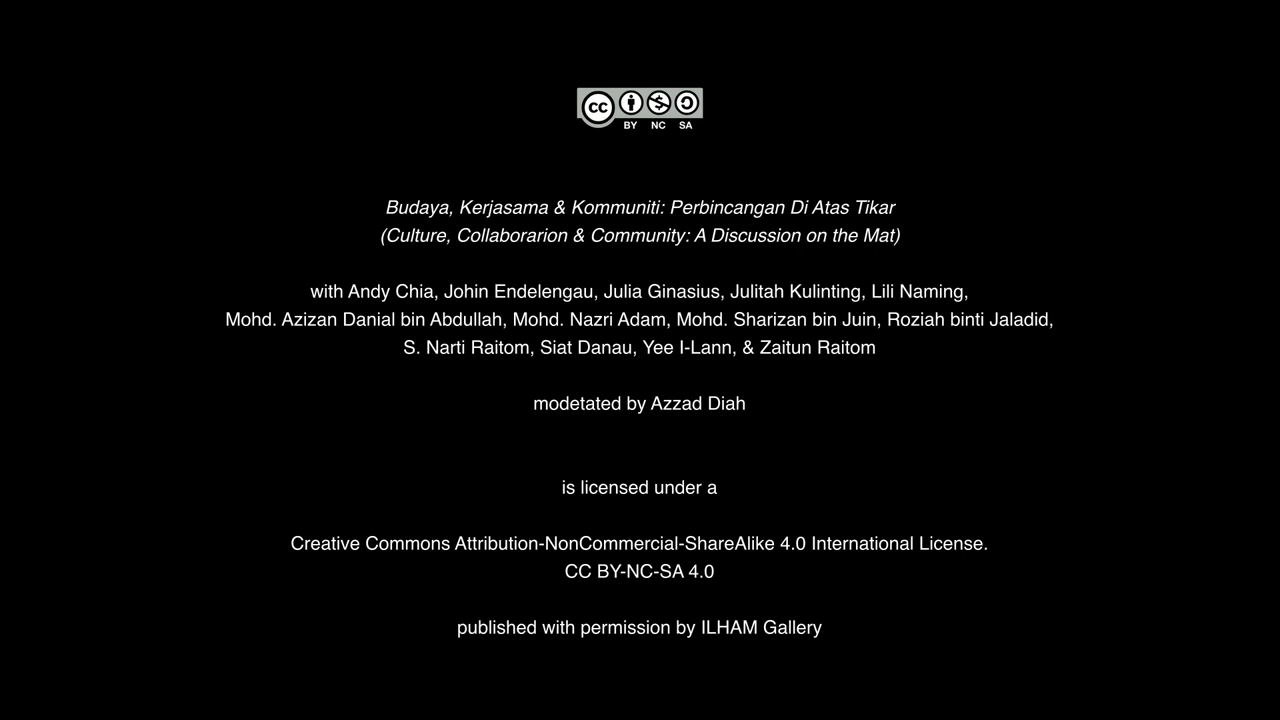 CC
BY NC SA
Budaya, Kerjasama & Kommuniti: Perbincangan Di Atas Tikar
(Culture, Collaborarion & Community: A Discussion on the Mat)
with Andy Chia, Johin Endelengau, Julia Ginasius, Julitah Kulinting, Lili Naming,
Mohd. Azizan Danial bin Abdullah, Mohd. Nazri Adam, Mohd. Sharizan bin Juin, Roziah binti Jaladid,
S. Narti Raitom, Siat Danau, Yee I-Lann, & Zaitun Raitom
modetated by Azzad Diah
is licensed under a
Creative Commons Attribution-NonCommercial-ShareAlike 4.0 International License.
CC BY-NC-SA 4.0
published with permission by ILHAM Gallery